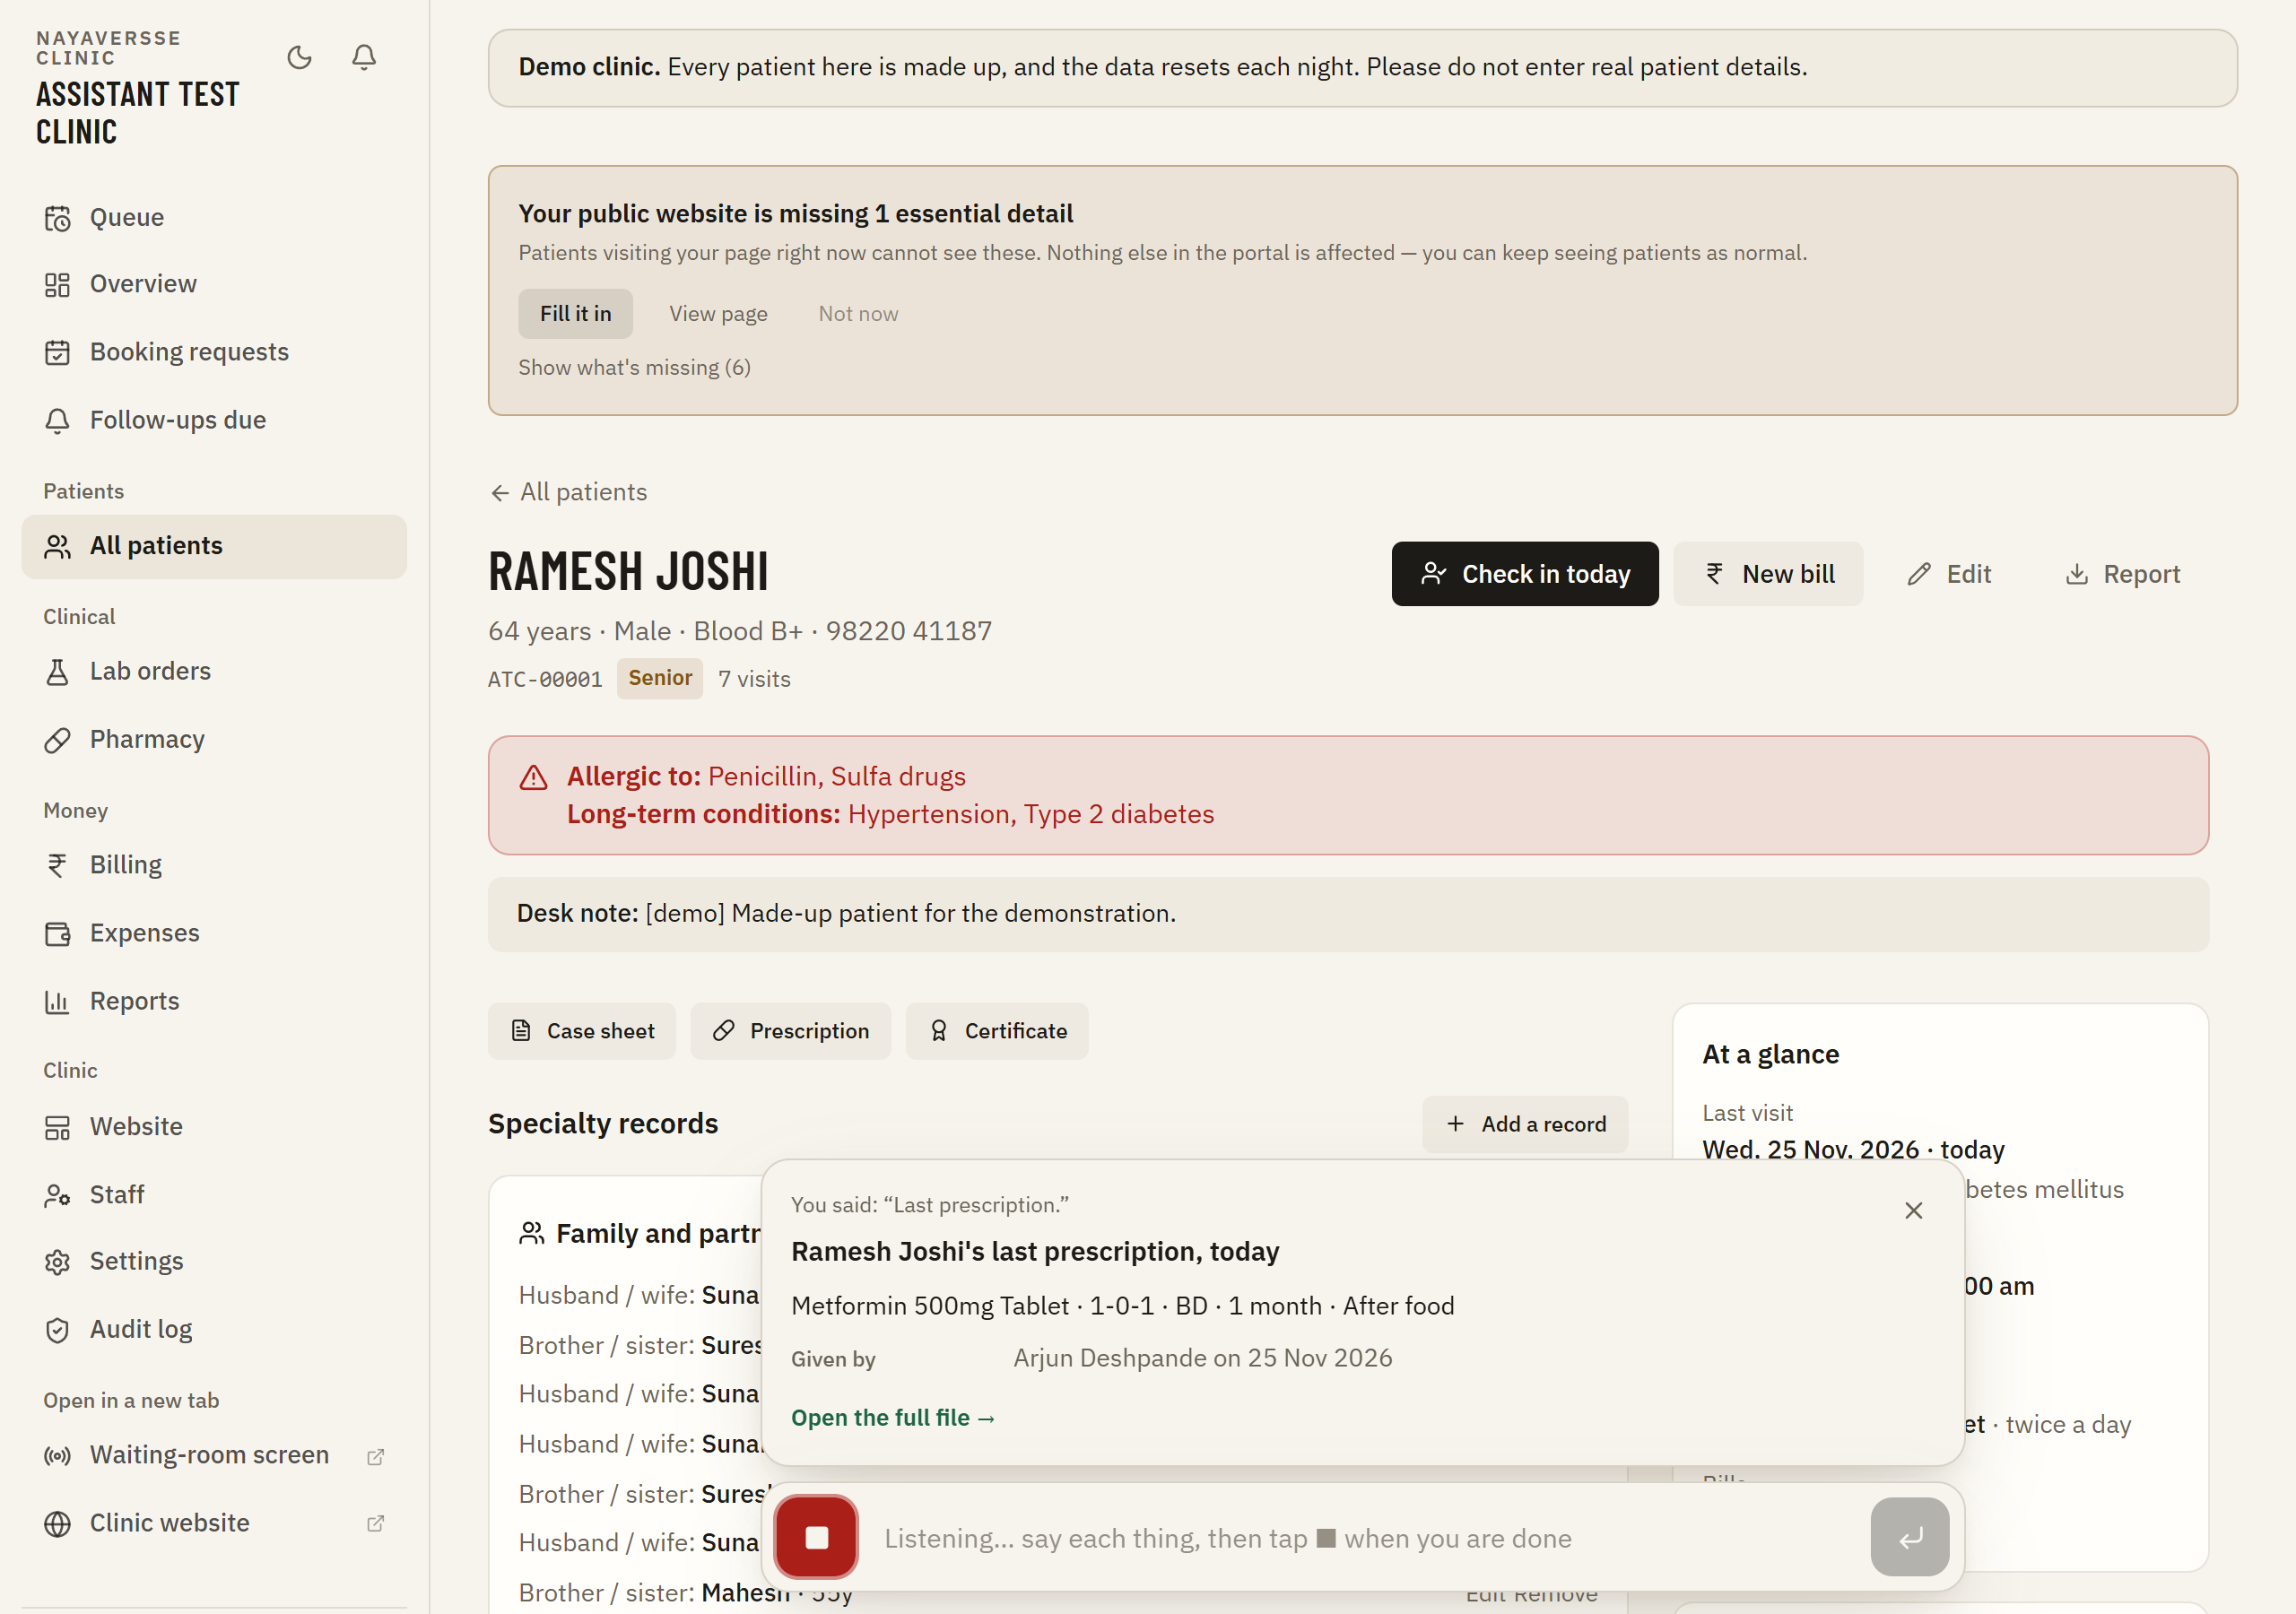 NAYAVERSSE
CLINIC
ASSISTANT TEST
CLINIC
Queue
Overview
Booking requests
Follow-ups due
Patients
All patients
Clinical
Lab orders
Pharmacy
Money
Billing
Expenses
Reports
Clinic
Website
Staff
Settings
Audit log
Open in a new tab
Waiting-room screen
Clinic website
Demo clinic. Every patient here is made up, and the data resets each night. Please do not enter real patient details.
Your public website is missing 1 essential detail
Patients visiting your page right now cannot see these. Nothing else in the portal is affected — you can keep seeing patients as normal.
Fill it in View page Not now
Show what's missing (6)
← All patients
RAMESH JOSHI
Check in today ₹ New bill Edit Report
64 years · Male · Blood B+ · 98220 41187
ATC-00001 Senior 7 visits
Allergic to: Penicillin, Sulfa drugs
Long-term conditions: Hypertension, Type 2 diabetes
Desk note: [demo] Made-up patient for the demonstration.
Case sheet Prescription Certificate
Specialty records
+ Add a record
Family and
Husband / wife:
Brother / sister:
Husband / wife:
Husband / wife:
Brother / sister:
Husband / wife:
Brother / sister: Mahesh · 55y
Edit Remove
At a glance
Last visit
Wed, 25 Nov, 2026 · today
mellitus
00 am
· twice a day
You said: “Last prescription.”
Ramesh Joshi's last prescription, today
Metformin 500mg Tablet · 1-0-1 · BD · 1 month · After food
Given by Arjun Deshpande on 25 Nov 2026
Open the full file →
Listening… say each thing, then tap ■ when you are done